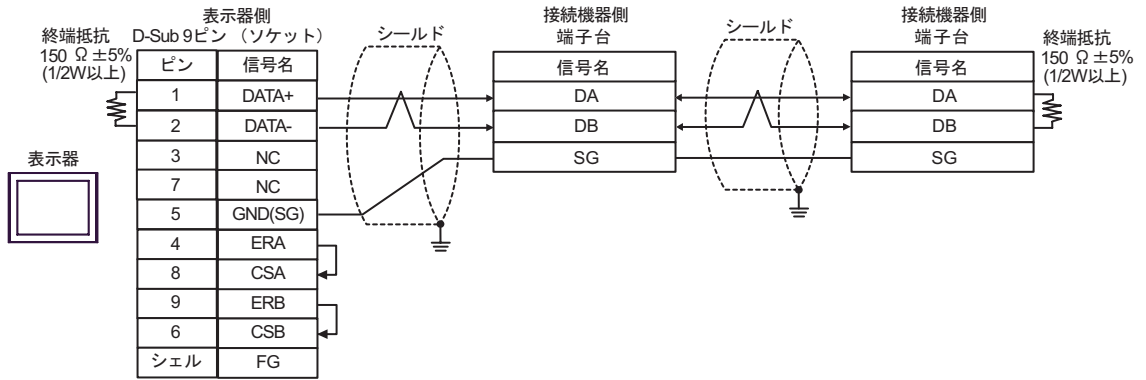 終端抵抗
150 Ω ±5%
(1/2W以上)
表示器側
D-Sub 9ピン （ソケット）
ピン 信号名
1 DATA+
2 DATA-
3 NC
7 NC
5 GND(SG)
4 ERA
8 CSA
9 ERB
6 CSB
シェル FG
表示器
シールド
接続機器側
端子台
信号名
DA
DB
SG
シールド
接続機器側
端子台
信号名
DA
DB
SG
終端抵抗
150 Ω ±5%
(1/2W以上)